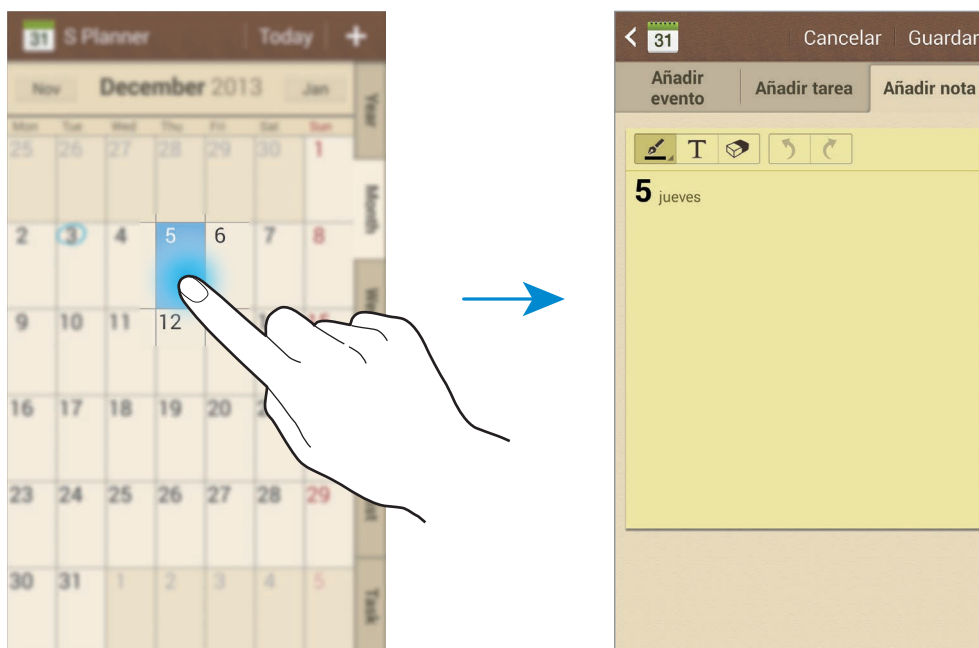 31 S Planner Today +
Nov December 2013 Jan
Mon Tue Wed Thu Fri Sat Sun
25 26 27 28 29 30 1
2 3 4 5 6 7 8
9 10 11 12
16 17 18 19 20
23 24 25 26 27 28 29
30 31 1 2 3 4 5
Year
Month
Task
31 Cancelar Guardar
Añadir evento Añadir tarea Añadir nota
T
5 jueves